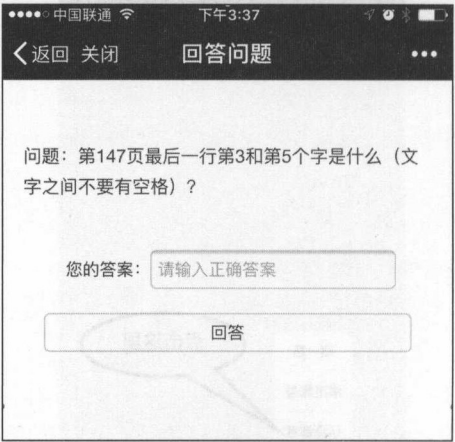 中国联通 下午3:37
返回 关闭 回答问题
问题：第147页最后一行第3和第5个字是什么（文
字之间不要有空格）？
您的答案： 请输入正确答案
回答